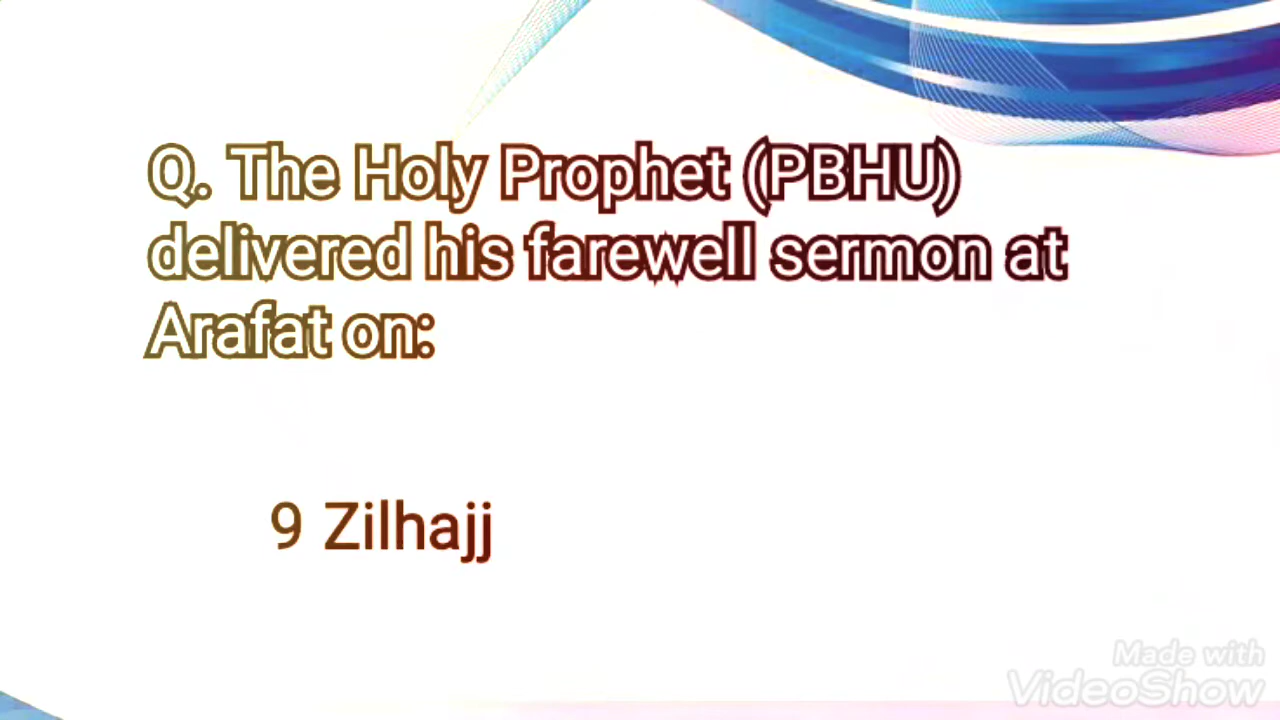 Q. The Holy Prophet (PBHU)
delivered his farewell sermon at
Arafat on:
9 Zilhajj
Made with
VideoShow